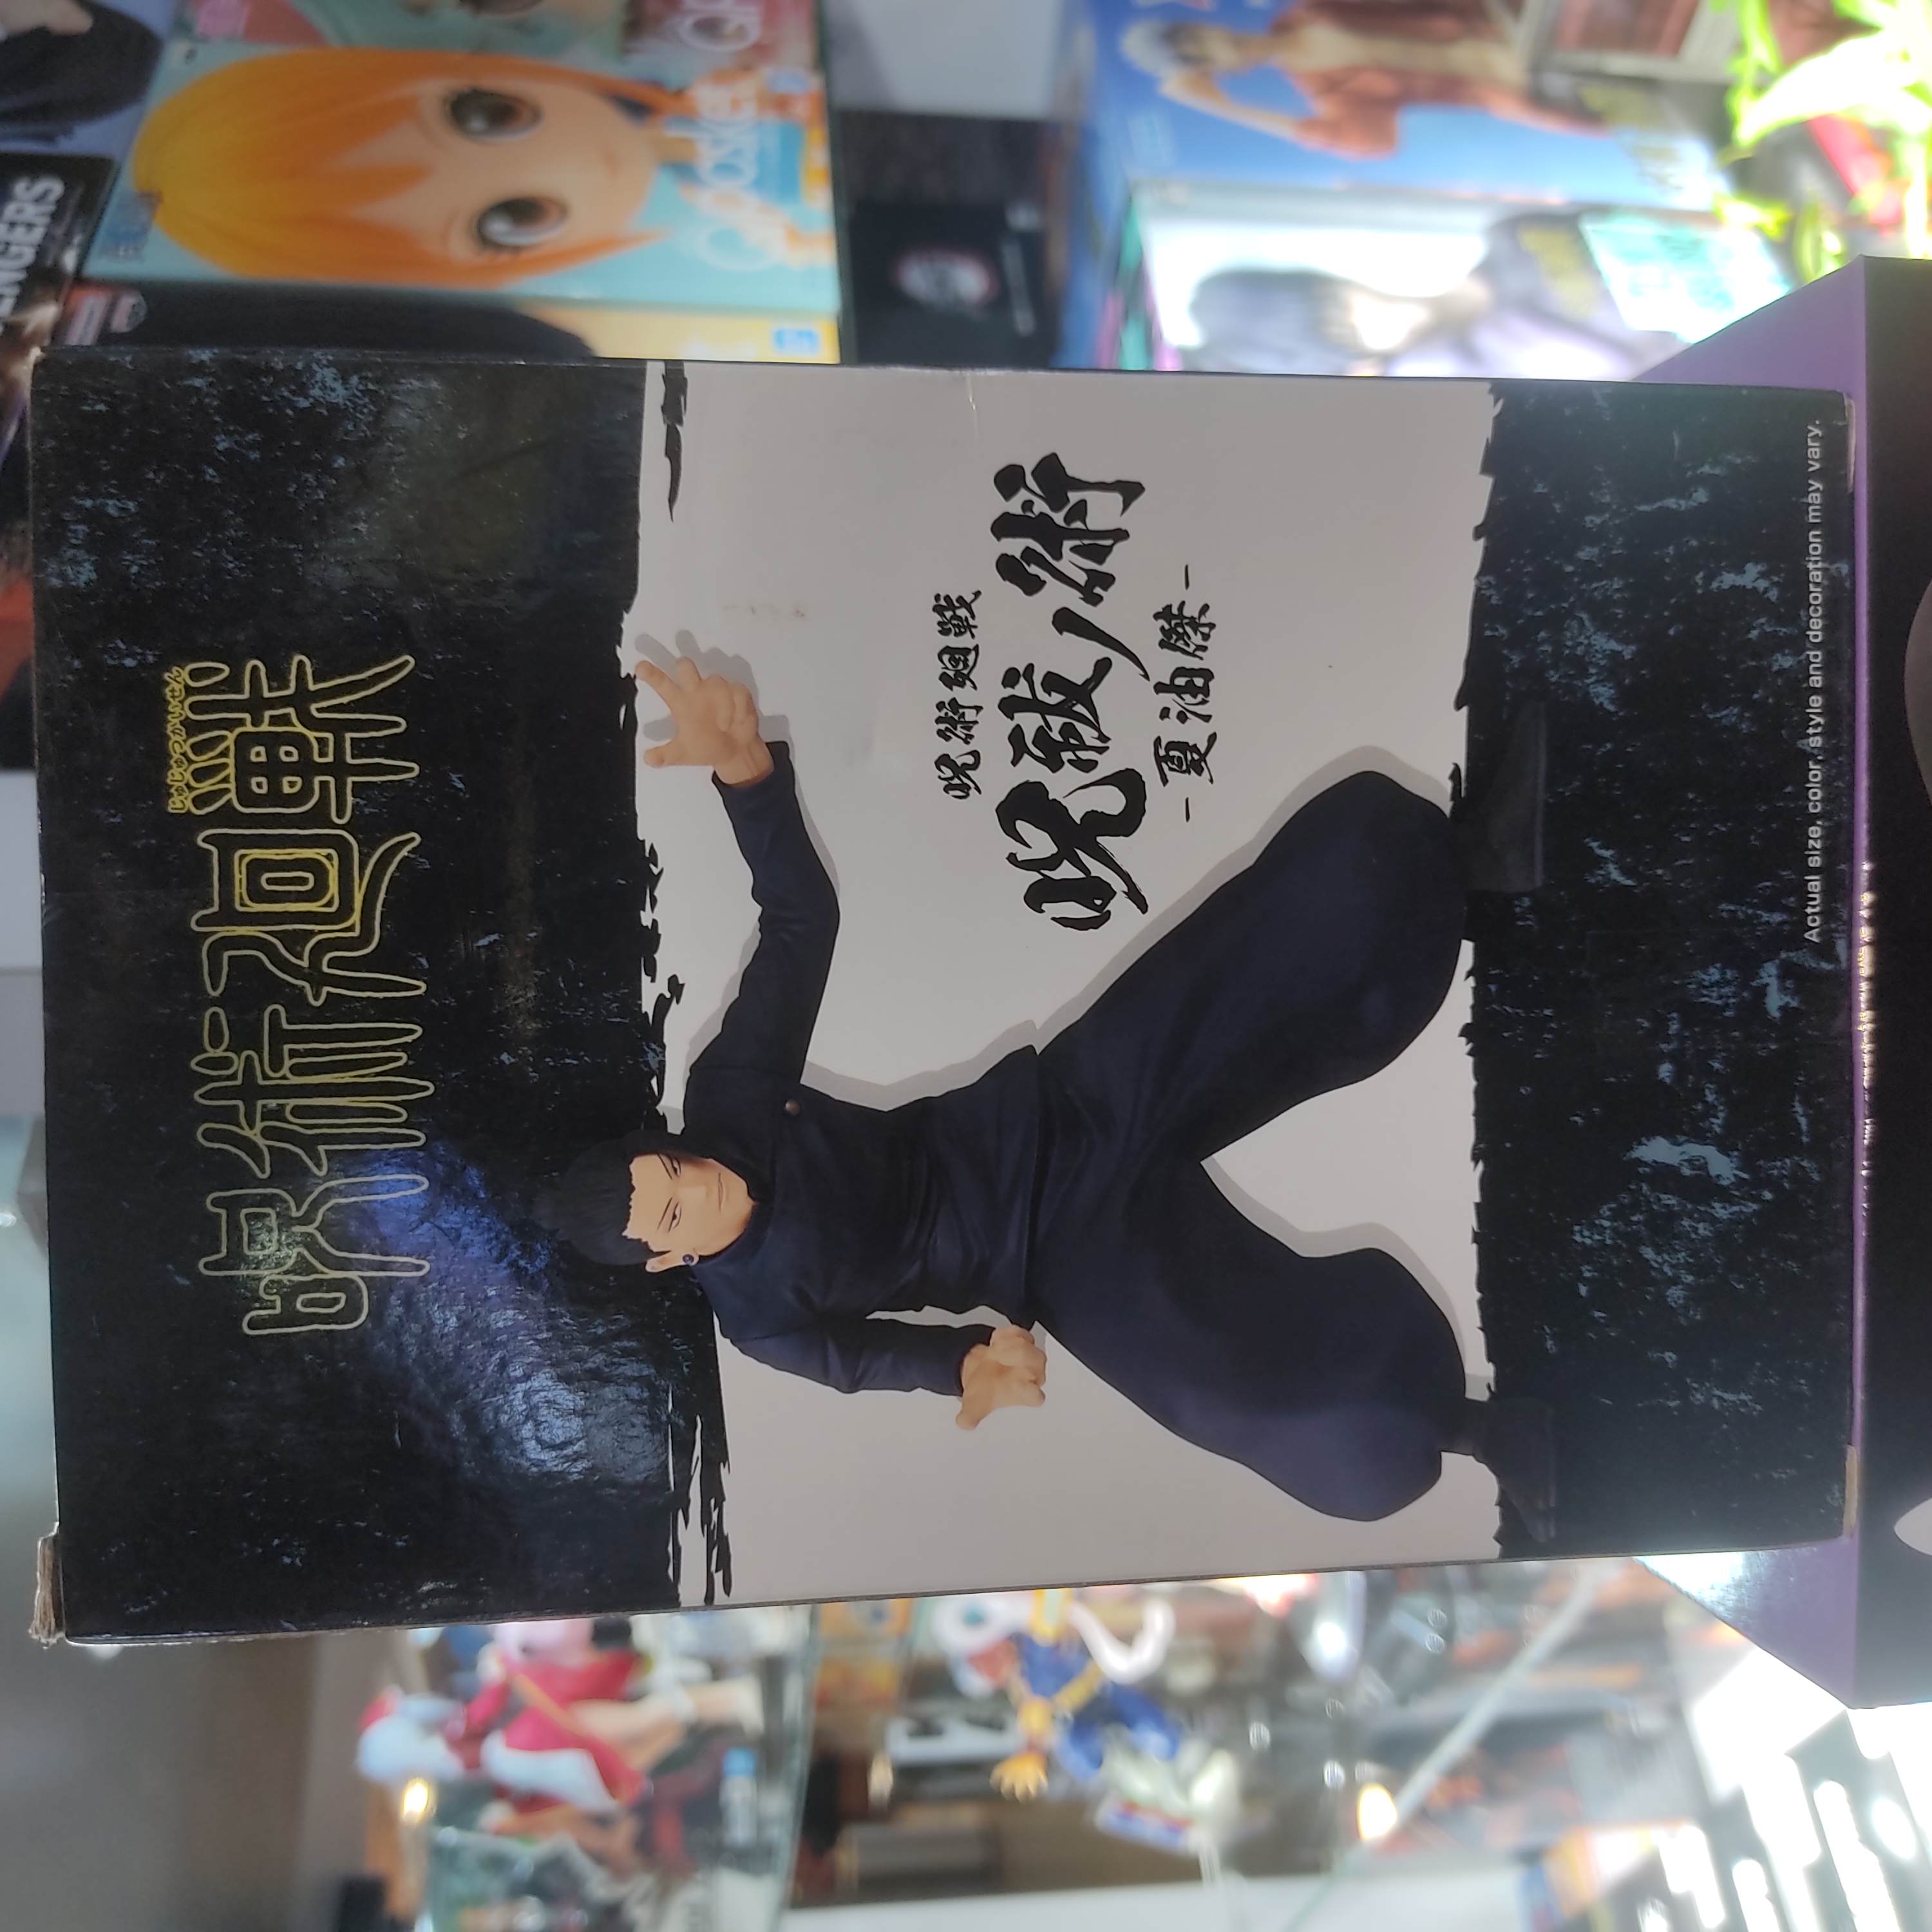 じゅじゅつかいせん
呪術廻戦
呪術廻戦
呪祓ノ術
-夏油傑-
Actual size, color, style and decoration may vary.
Qposket